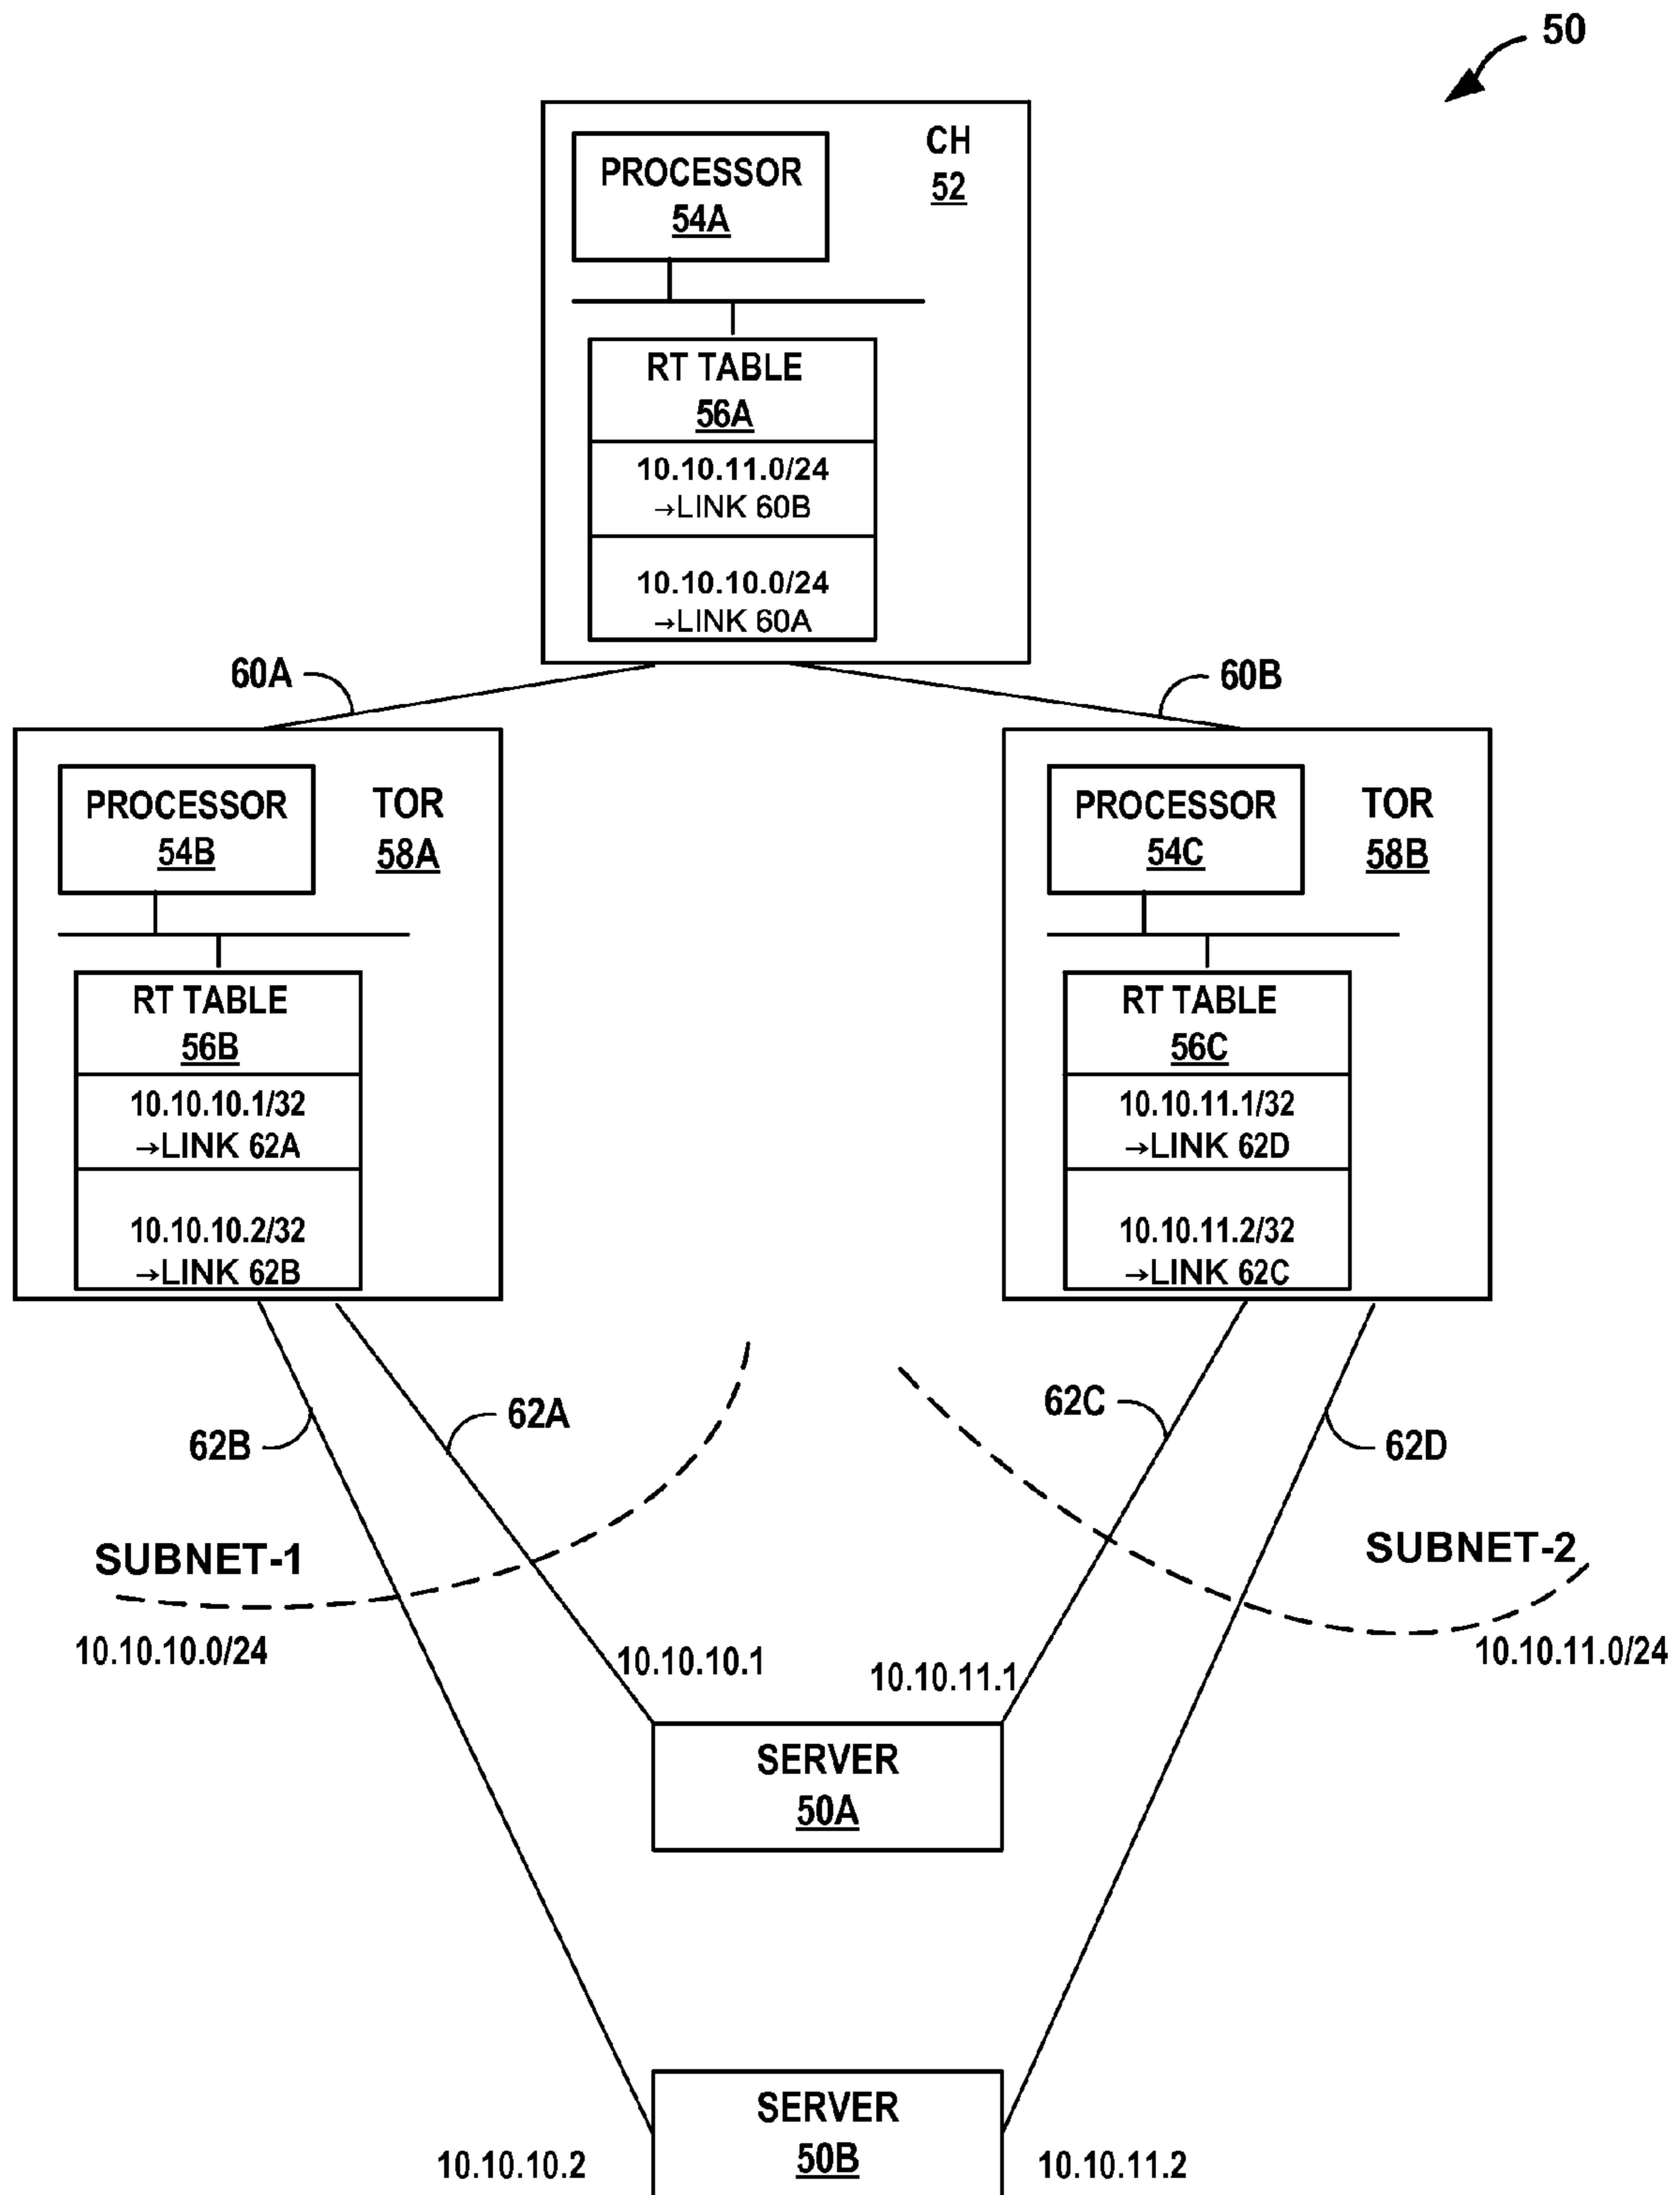 50
CH
52
PROCESSOR
54A
RT TABLE
56A
10.10.11.0/24
→LINK 60B
10.10.10.0/24
→LINK 60A
60A
60B
PROCESSOR
54B
TOR
58A
RT TABLE
56B
10.10.10.1/32
→LINK 62A
10.10.10.2/32
→LINK 62B
PROCESSOR
54C
TOR
58B
RT TABLE
56C
10.10.11.1/32
→LINK 62D
10.10.11.2/32
→LINK 62C
62B
62A
62C
62D
SUBNET-1
10.10.10.0/24
SUBNET-2
10.10.11.0/24
10.10.10.1
10.10.11.1
SERVER
50A
SERVER
50B
10.10.10.2
10.10.11.2